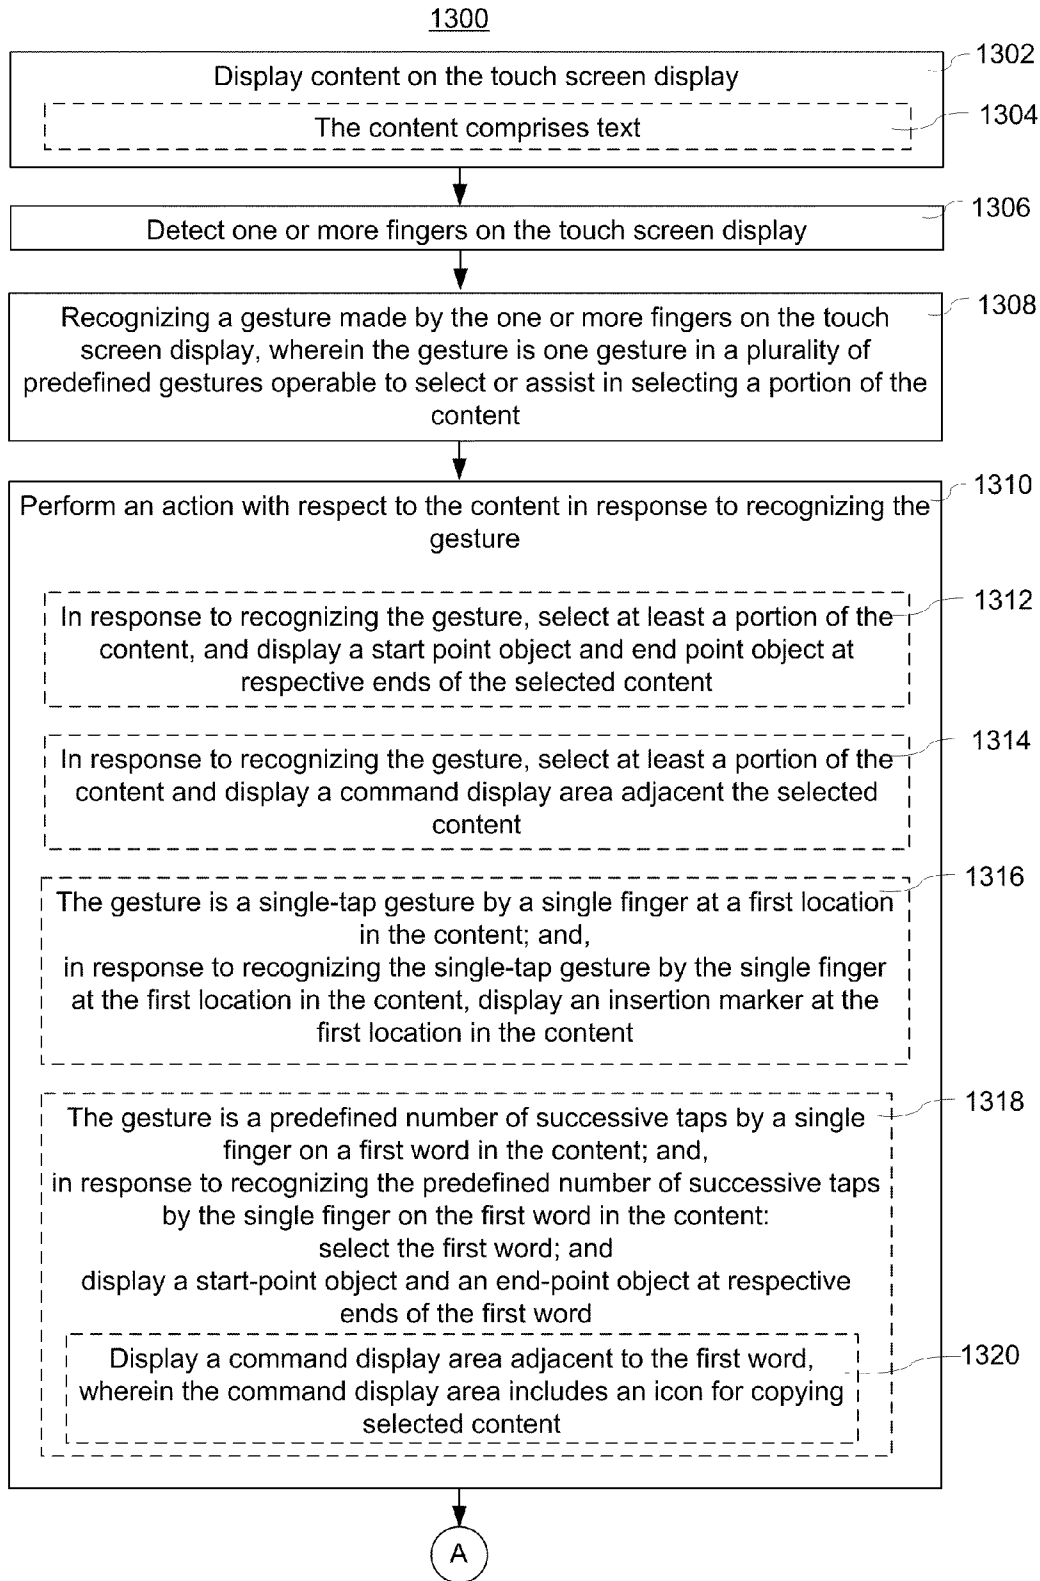 1300
1302
Display content on the touch screen display
1304
The content comprises text
1306
Detect one or more fingers on the touch screen display
1308
Recognizing a gesture made by the one or more fingers on the touch
screen display, wherein the gesture is one gesture in a plurality of
predefined gestures operable to select or assist in selecting a portion of the
content
1310
Perform an action with respect to the content in response to recognizing the
gesture
1312
In response to recognizing the gesture, select at least a portion of the
content, and display a start point object and end point object at
respective ends of the selected content
1314
In response to recognizing the gesture, select at least a portion of the
content and display a command display area adjacent the selected
content
1316
The gesture is a single-tap gesture by a single finger at a first location
in the content; and,
in response to recognizing the single-tap gesture by the single finger
at the first location in the content, display an insertion marker at the
first location in the content
1318
The gesture is a predefined number of successive taps by a single
finger on a first word in the content; and,
in response to recognizing the predefined number of successive taps
by the single finger on the first word in the content:
select the first word; and
display a start-point object and an end-point object at respective
ends of the first word
1320
Display a command display area adjacent to the first word,
wherein the command display area includes an icon for copying
selected content
A